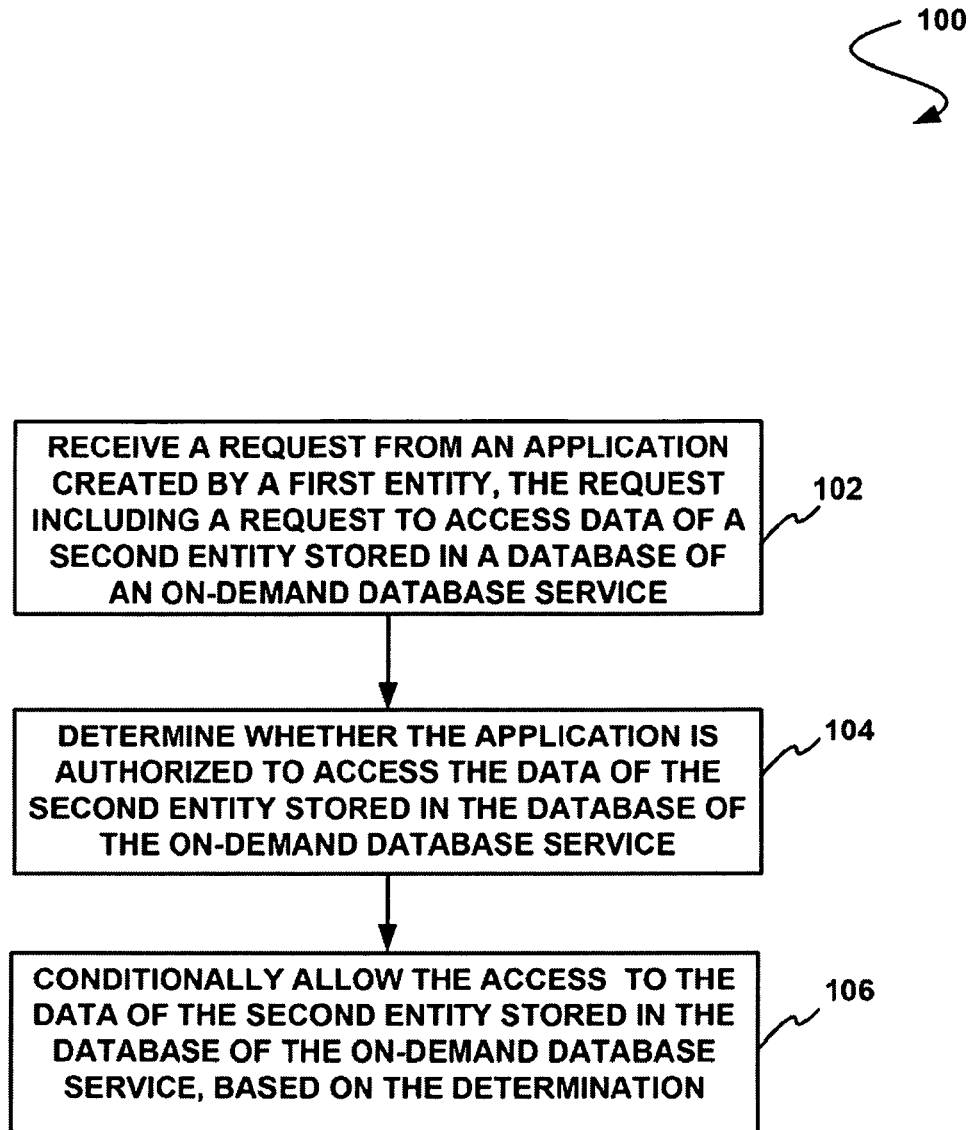 100
RECEIVE A REQUEST FROM AN APPLICATION
CREATED BY A FIRST ENTITY, THE REQUEST
INCLUDING A REQUEST TO ACCESS DATA OF A
SECOND ENTITY STORED IN A DATABASE OF
AN ON-DEMAND DATABASE SERVICE
102
DETERMINE WHETHER THE APPLICATION IS
AUTHORIZED TO ACCESS THE DATA OF THE
SECOND ENTITY STORED IN THE DATABASE OF
THE ON-DEMAND DATABASE SERVICE
104
CONDITIONALLY ALLOW THE ACCESS TO THE
DATA OF THE SECOND ENTITY STORED IN THE
DATABASE OF THE ON-DEMAND DATABASE
SERVICE, BASED ON THE DETERMINATION
106